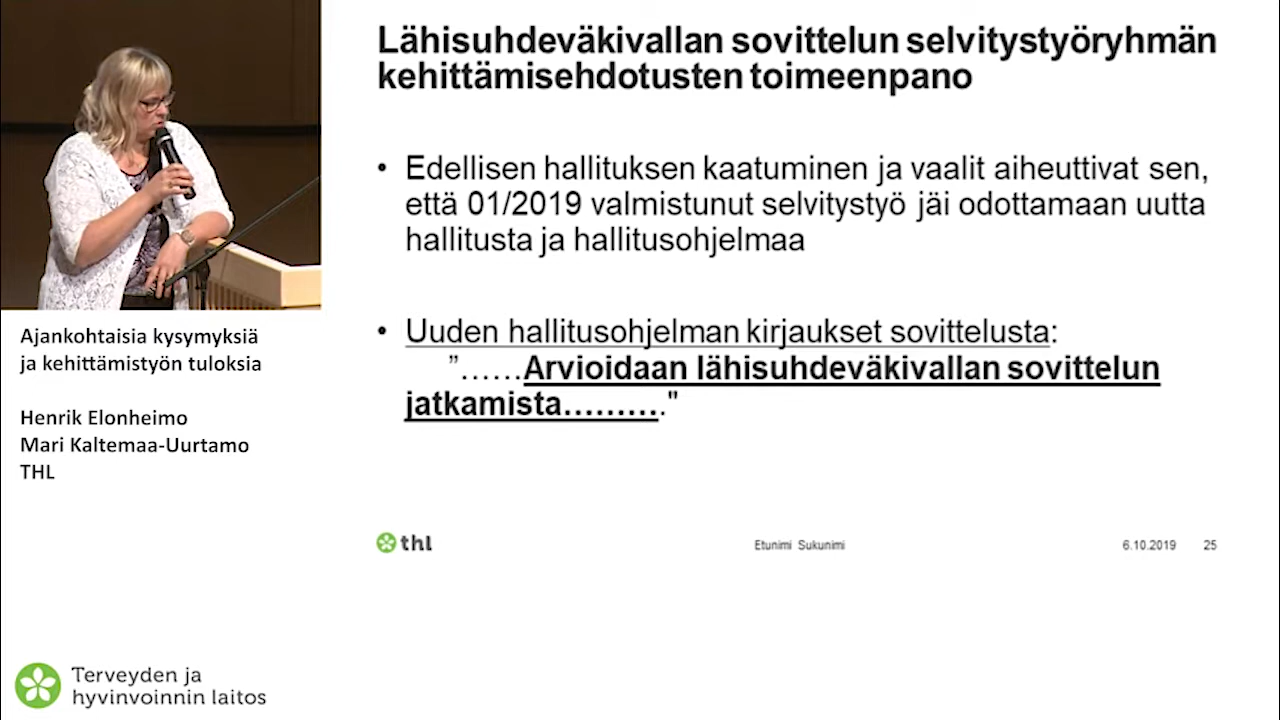 Lähisuhdeväkivallan sovittelun selvitystyöryhmän
kehittämisehdotusten toimeenpano
• Edellisen hallituksen kaatuminen ja vaalit aiheuttivat sen,
että 01/2019 valmistunut selvitystyö jäi odottamaan uutta
hallitusta ja hallitusohjelmaa
• Uuden hallitusohjelman kirjaukset sovittelusta:
”……Arvioidaan lähisuhdeväkivallan sovittelun
jatkamista……….."
Ajankohtaisia kysymyksiä
ja kehittämistyön tuloksia
Henrik Elonheimo
Mari Kaltemaa-Uurtamo
THL
thl
Etunimi Sukunimi
6.10.2019
25
Terveyden ja
hyvinvoinnin laitos